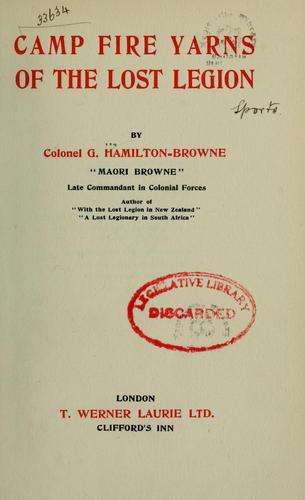 33634
CAMP FIRE YARNS
OF THE LOST LEGION
Sports
BY
Colonel G. HAMILTON-BROWNE
"MAORI BROWNE"
Late Commandant in Colonial Forces
Author of
"With the Lost Legion in New Zealand"
"A Lost Legionary in South Africa"
LEGISLATIVE LIBRARY
DISCARDED
LONDON
T. WERNER LAURIE LTD.
CLIFFORD'S INN